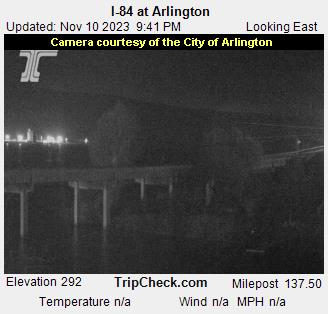 I-84 at Arlington
Updated: Nov 10 2023 9:41 PM Looking East
Camera courtesy of the City of Arlington
Elevation 292 TripCheck.com Milepost 137.50
Temperature n/a Wind n/a MPH n/a